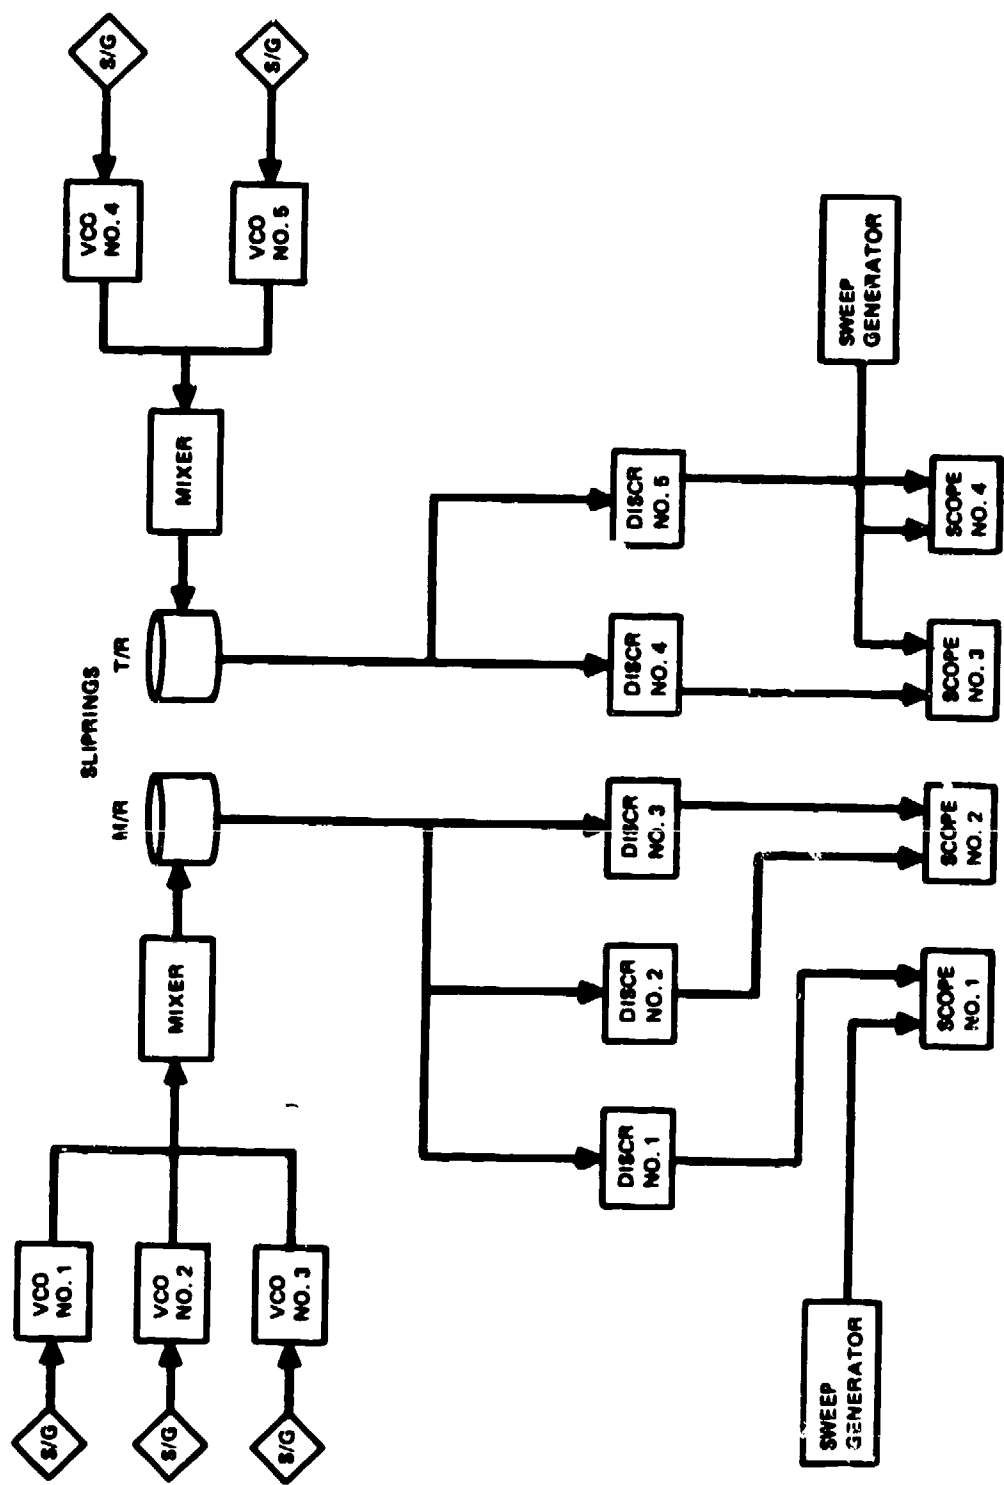 S/G
VCO
NO. 1
S/G
VCO
NO. 2
S/G
VCO
NO. 3
MIXER
SLIPRINGS
M/R
T/R
MIXER
VCO
NO. 4
S/G
VCO
NO. 5
S/G
DISCR
NO. 1
DISCR
NO. 2
DISCR
NO. 3
DISCR
NO. 4
DISCR
NO. 5
SWEEP
GENERATOR
SWEEP
GENERATOR
SCOPE
NO. 1
SCOPE
NO. 2
SCOPE
NO. 3
SCOPE
NO. 4